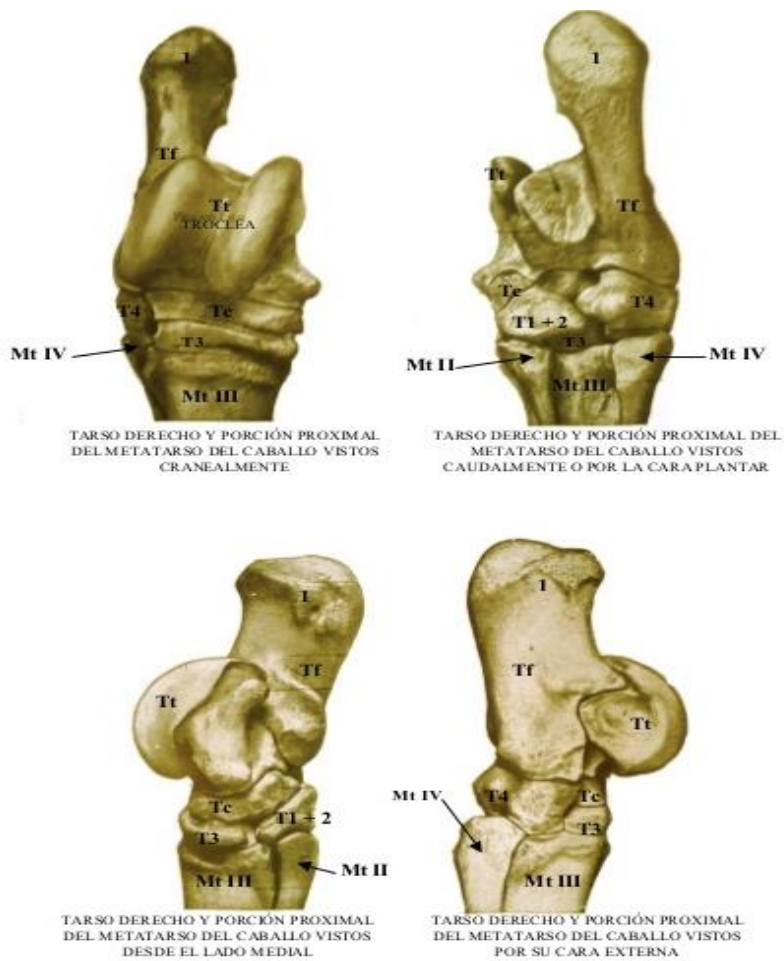 1
Tf
Tt
TROCLEA
T4
Tc
T3
Mt IV
Mt III
TARSO DERECHO Y PORCIÓN PROXIMAL
DEL METATARSO DEL CABALLO VISTOS
CRANEALMENTE
1
Tt
Tf
Tc
T4
T1 + 2
T3
Mt II
Mt IV
Mt III
TARSO DERECHO Y PORCIÓN PROXIMAL DEL
METATARSO DEL CABALLO VISTOS
CAUDALMENTE O POR LA CARA PLANTAR
1
Tf
Tt
Tc
T1 + 2
T3
Mt III
Mt II
TARSO DERECHO Y PORCIÓN PROXIMAL
DEL METATARSO DEL CABALLO VISTOS
DESDE EL LADO MEDIAL
1
Tf
Tt
Mt IV
T4
Tc
T3
Mt III
TARSO DERECHO Y PORCIÓN PROXIMAL
DEL METATARSO DEL CABALLO VISTOS
POR SU CARA EXTERNA